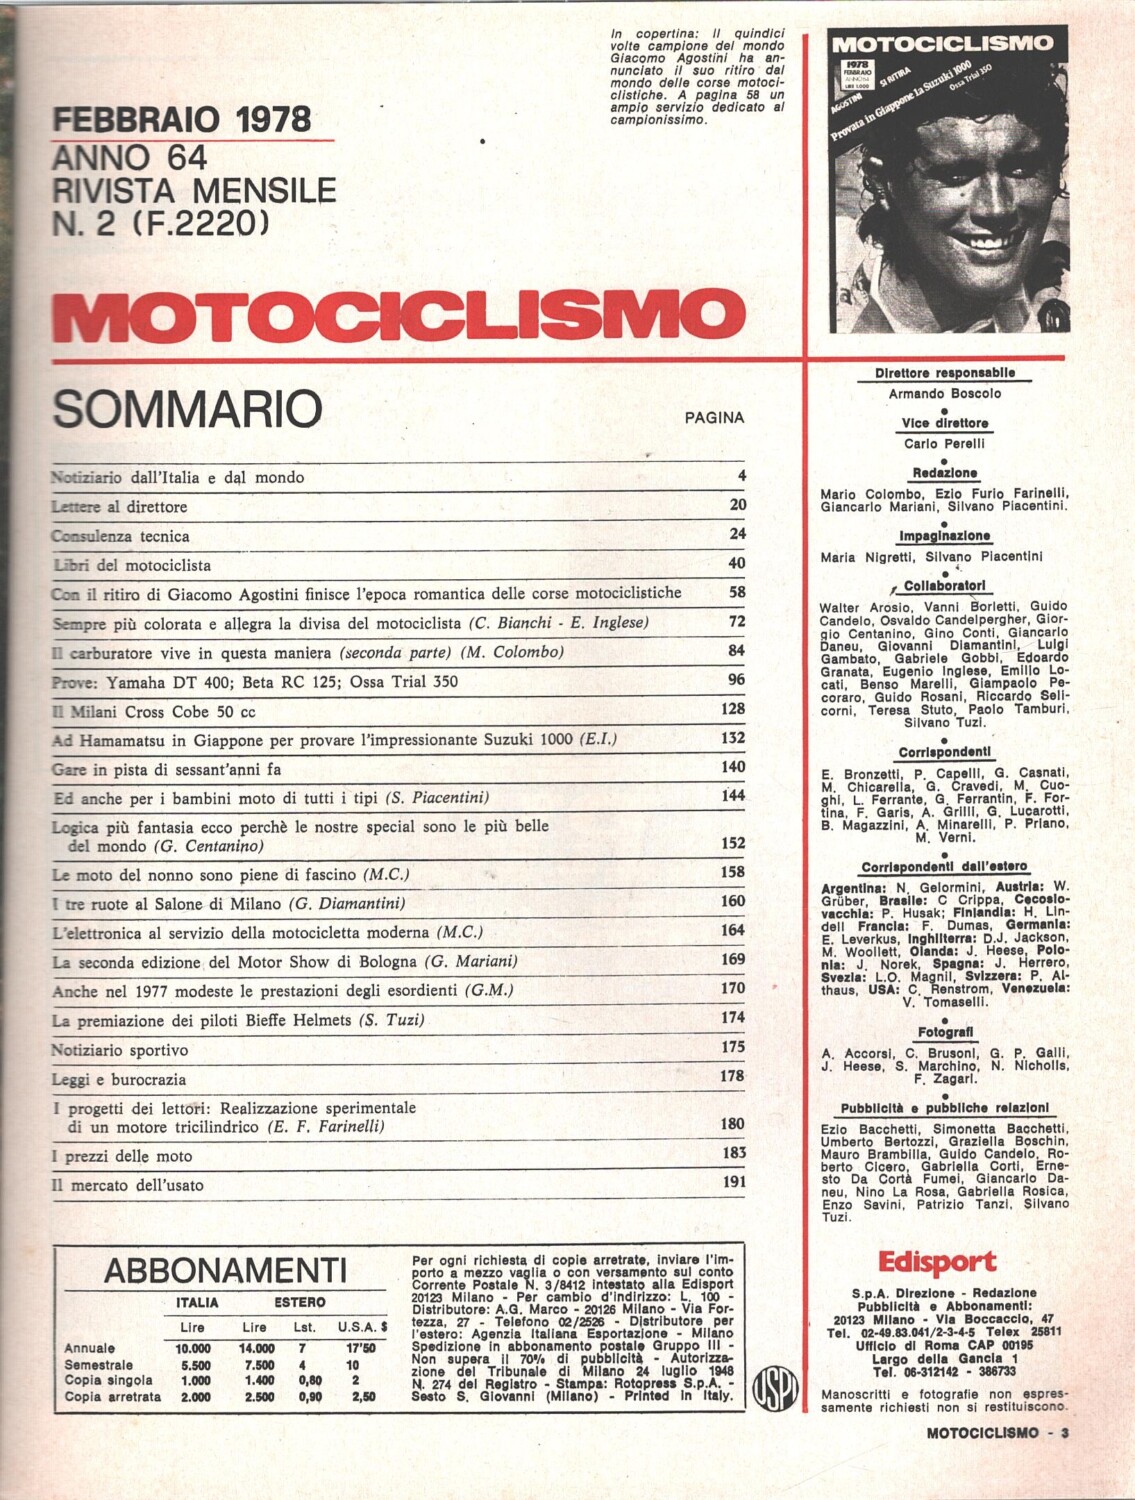 In copertina: Il quindici
volte campione del mondo
Giacomo Agostini ha an-
nunciato il suo ritiro dal
mondo delle corse motoci-
clistiche. A pagina 58 un
ampio servizio dedicato al
campionissimo.
MOTOCICLISMO
1978
FEBBRAIO
ANNO 64
LIRE 1.000
AGOSTINI SI RITIRA
Provata in Giappone la Suzuki 1000
Ossa Trial 350
FEBBRAIO 1978
ANNO 64
RIVISTA MENSILE
N. 2 (F.2220)
MOTOCICLISMO
SOMMARIO
PAGINA
Notiziario dall'Italia e dal mondo 4
Lettere al direttore 20
Consulenza tecnica 24
Libri del motociclista 40
Con il ritiro di Giacomo Agostini finisce l'epoca romantica delle corse motociclistiche 58
Sempre più colorata e allegra la divisa del motociclista (C. Bianchi - E. Inglese) 72
Il carburatore vive in questa maniera (seconda parte) (M. Colombo) 84
Prove: Yamaha DT 400; Beta RC 125; Ossa Trial 350 96
Il Milani Cross Cobe 50 cc 128
Ad Hamamatsu in Giappone per provare l'impressionante Suzuki 1000 (E.I.) 132
Gare in pista di sessant'anni fa 140
Ed anche per i bambini moto di tutti i tipi (S. Piacentini) 144
Logica più fantasia ecco perchè le nostre special sono le più belle
del mondo (G. Centanino) 152
Le moto del nonno sono piene di fascino (M.C.) 158
I tre ruote al Salone di Milano (G. Diamantini) 160
L'elettronica al servizio della motocicletta moderna (M.C.) 164
La seconda edizione del Motor Show di Bologna (G. Mariani) 169
Anche nel 1977 modeste le prestazioni degli esordienti (G.M.) 170
La premiazione dei piloti Bieffe Helmets (S. Tuzi) 174
Notiziario sportivo 175
Leggi e burocrazia 178
I progetti dei lettori: Realizzazione sperimentale
di un motore tricilindrico (E. F. Farinelli) 180
I prezzi delle moto 183
Il mercato dell'usato 191
ABBONAMENTI
ITALIA ESTERO
Lire Lire Lst. U.S.A. $
Annuale 10.000 14.000 7 17'50
Semestrale 5.500 7.500 4 10
Copia singola 1.000 1.400 0,80 2
Copia arretrata 2.000 2.500 0,90 2,50
Per ogni richiesta di copie arretrate, inviare l'im-
porto a mezzo vaglia o con versamento sul conto
Corrente Postale N. 3/8412 intestato alla Edisport
20123 Milano - Per cambio d'indirizzo: L. 100 -
Distributore: A.G. Marco - 20126 Milano - Via For-
tezza, 27 - Telefono 02/2526 - Distributore per
l'estero: Agenzia Italiana Esportazione - Milano
Spedizione in abbonamento postale Gruppo III -
Non supera il 70% di pubblicità - Autorizza-
zione del Tribunale di Milano 24 luglio 1948
N. 274 del Registro - Stampa: Rotopress S.p.A. -
Sesto S. Giovanni (Milano) - Printed in Italy.
USPI
Direttore responsabile
Armando Boscolo
Vice direttore
Carlo Perelli
Redazione
Mario Colombo, Ezio Furio Farinelli,
Giancarlo Mariani, Silvano Piacentini.
Impaginazione
Maria Nigretti, Silvano Piacentini
Collaboratori
Walter Arosio, Vanni Borletti, Guido
Candelo, Osvaldo Candelpergher, Gior-
gio Centanino, Gino Conti, Giancarlo
Daneu, Giovanni Diamantini, Luigi
Gambato, Gabriele Gobbi, Edoardo
Granata, Eugenio Inglese, Emilio Lo-
cati, Benso Marelli, Giampaolo Pe-
coraro, Guido Rosani, Riccardo Seli-
corni, Teresa Stuto, Paolo Tamburi,
Silvano Tuzi.
Corrispondenti
E. Bronzetti, P. Capelli, G. Casnati,
M. Chicarella, G. Cravedi, M. Cuo-
ghi, L. Ferrante, G. Ferrantin, F. For-
tina, F. Garis, A. Grilli, G. Lucarotti,
B. Magazzini, A. Minarelli, P. Priano,
M. Verni.
Corrispondenti dall'estero
Argentina: N. Gelormini, Austria: W.
Grüber, Brasile: C Crippa, Cecoslo-
vacchia: P. Husak; Finlandia: H. Lin-
dell Francia: F. Dumas, Germania:
E. Leverkus, Inghilterra: D.J. Jackson,
M. Woollett, Olanda: J. Heese, Polo-
nia: J. Norek, Spagna: J. Herrero,
Svezia: L.O. Magnil, Svizzera: P. Al-
thaus, USA: C. Renstrom, Venezuela:
V. Tomaselli.
Fotografi
A. Accorsi, C. Brusoni, G. P. Galli,
J. Heese, S. Marchino, N. Nicholls,
F. Zagari.
Pubblicità e pubbliche relazioni
Ezio Bacchetti, Simonetta Bacchetti,
Umberto Bertozzi, Graziella Boschin,
Mauro Brambilla, Guido Candelo, Ro-
berto Cicero, Gabriella Corti, Erne-
sto Da Cortà Fumei, Giancarlo Da-
neu, Nino La Rosa, Gabriella Rosica,
Enzo Savini, Patrizio Tanzi, Silvano
Tuzi.
Edisport
S.p.A. Direzione - Redazione
Pubblicità e Abbonamenti:
20123 Milano - Via Boccaccio, 47
Tel. 02-49.83.041/2-3-4-5 Telex 25811
Ufficio di Roma CAP 00195
Largo della Gancia 1
Tel. 06-312142 - 386733
Manoscritti e fotografie non espres-
samente richiesti non si restituiscono.
MOTOCICLISMO - 3